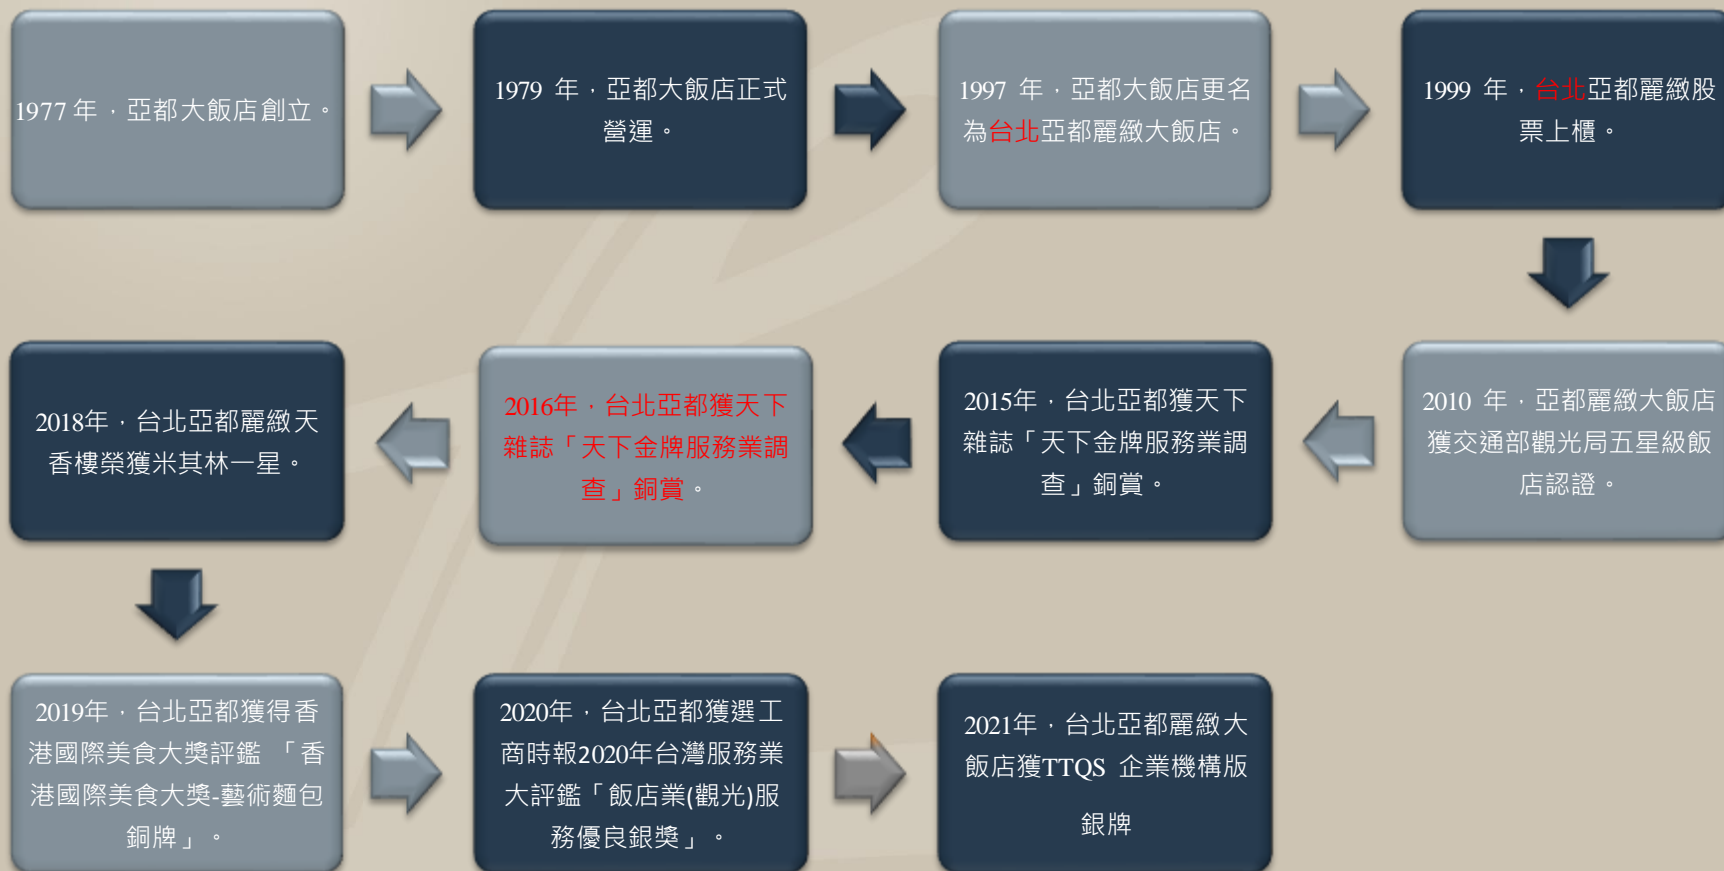 1977 年，亞都大飯店創立。
1979 年，亞都大飯店正式
營運。
1997 年，亞都大飯店更名
為台北亞都麗緻大飯店。
1999 年，台北亞都麗緻股
票上櫃。
2010 年，亞都麗緻大飯店
獲交通部觀光局五星級飯
店認證。
2015年，台北亞都獲天下
雜誌「天下金牌服務業調
查」銅賞。
2016年，台北亞都獲天下
雜誌「天下金牌服務業調
查」銅賞。
2018年，台北亞都麗緻天
香樓榮獲米其林一星。
2019年，台北亞都獲得香
港國際美食大獎評鑑 「香
港國際美食大獎-藝術麵包
銅牌」。
2020年，台北亞都獲選工
商時報2020年台灣服務業
大評鑑「飯店業(觀光)服
務優良銀獎」。
2021年，台北亞都麗緻大
飯店獲TTQS 企業機構版
銀牌